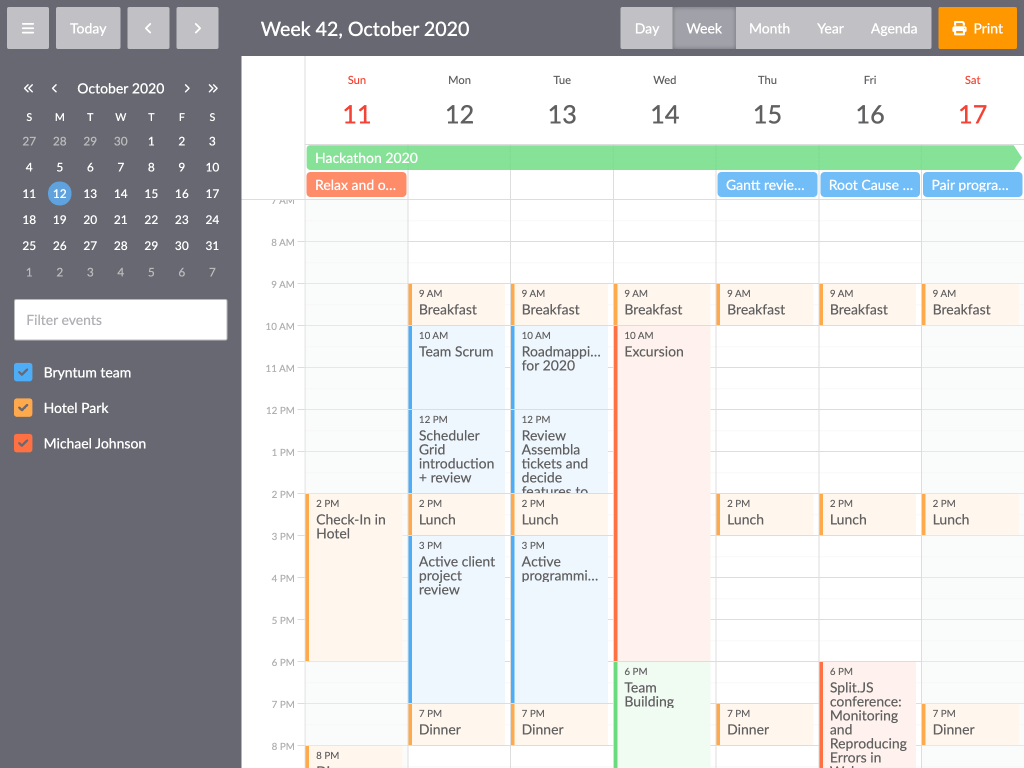 Today
Week 42, October 2020
Day Week Month Year Agenda
Print
October 2020
S M T W T F S
27 28 29 30 1 2 3
4 5 6 7 8 9 10
11 12 13 14 15 16 17
18 19 20 21 22 23 24
25 26 27 28 29 30 31
1 2 3 4 5 6 7
Filter events
Bryntum team
Hotel Park
Michael Johnson
Sun Mon Tue Wed Thu Fri Sat
11 12 13 14 15 16 17
Hackathon 2020
Relax and o...
Gantt revie...
Root Cause ...
Pair progra...
7 AM
8 AM
9 AM
10 AM
11 AM
12 PM
1 PM
2 PM
3 PM
4 PM
5 PM
6 PM
7 PM
8 PM
2 PM
Check-In in
Hotel
8 PM
9 AM
Breakfast
10 AM
Team Scrum
12 PM
Scheduler
Grid
introduction
+ review
2 PM
Lunch
3 PM
Active client
project
review
7 PM
Dinner
9 AM
Breakfast
10 AM
Roadmappi...
for 2020
12 PM
Review
Assembla
tickets and
decide
features to
2 PM
Lunch
3 PM
Active
programmi...
7 PM
Dinner
9 AM
Breakfast
10 AM
Excursion
6 PM
Team
Building
9 AM
Breakfast
2 PM
Lunch
7 PM
Dinner
9 AM
Breakfast
2 PM
Lunch
6 PM
Split.JS
conference:
Monitoring
and
Reproducing
Errors in
9 AM
Breakfast
2 PM
Lunch
7 PM
Dinner